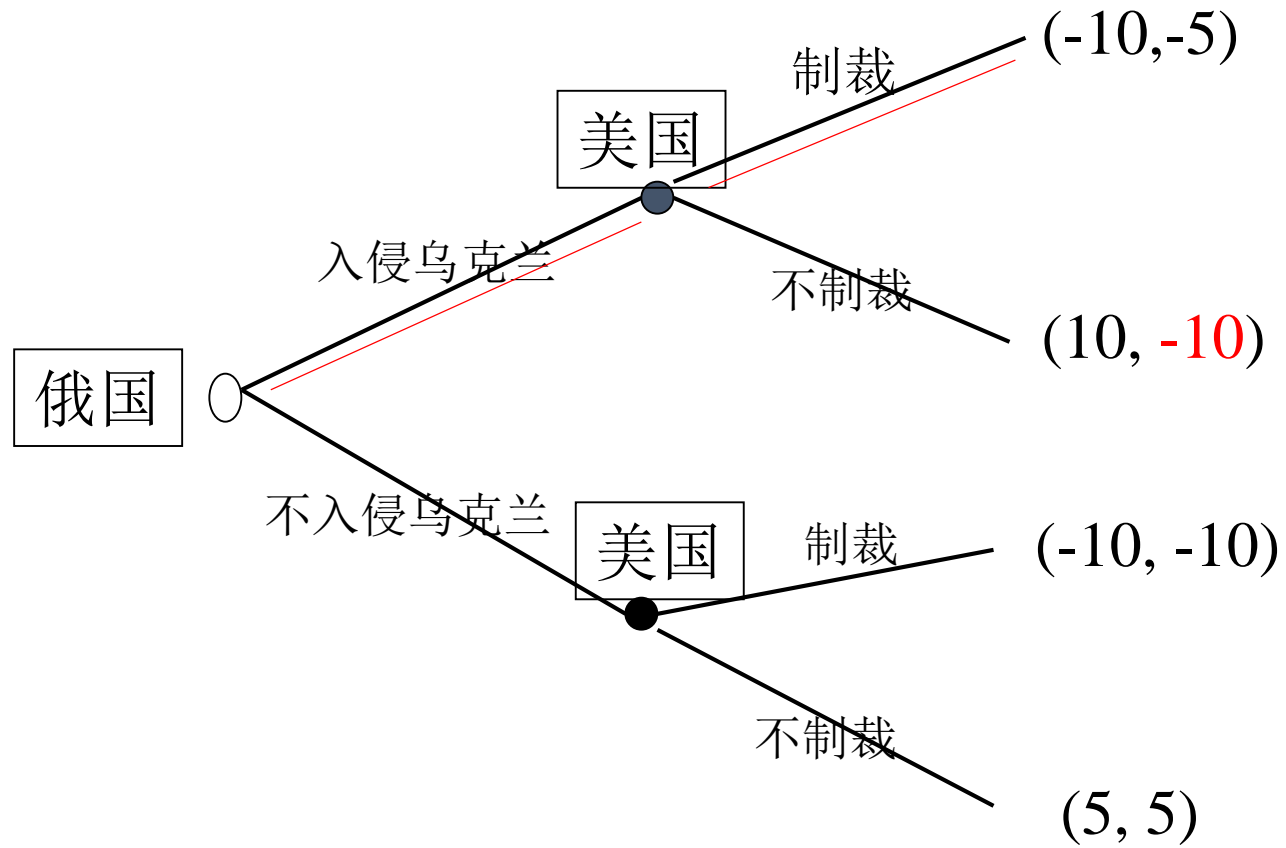 (-10,-5)
制裁
美国
入侵乌克兰
不制裁
(10, -10)
俄国
不入侵乌克兰
美国
制裁
(-10, -10)
不制裁
(5, 5)